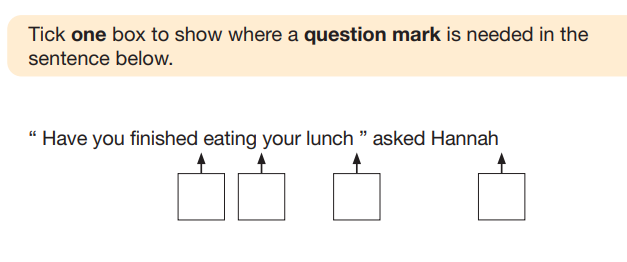 Tick one box to show where a question mark is needed in the
sentence below.
“ Have you finished eating your lunch ” asked Hannah